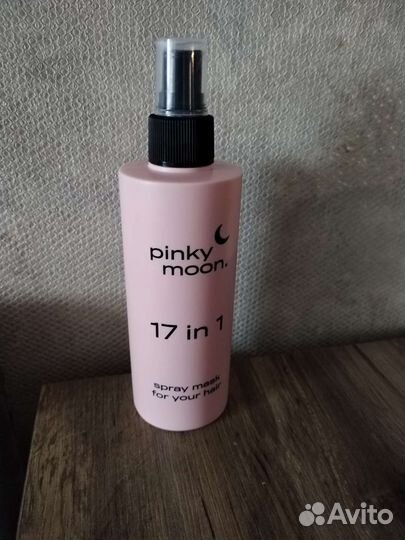 pinky
moon.
17 in 1
spray mask
for your hair
Avito